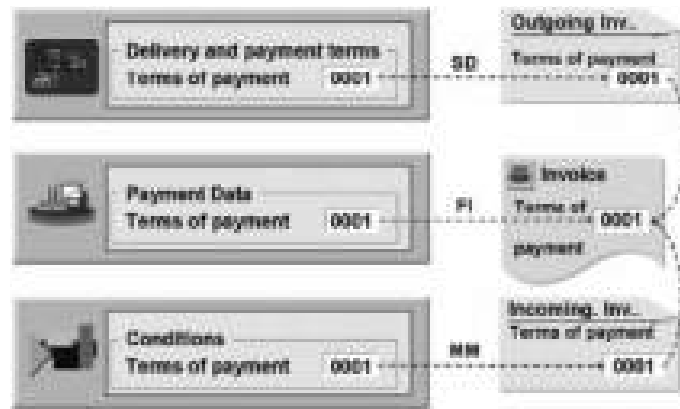 Delivery and payment terms
Terms of payment 0001
SD
Outgoing Inv..
Terms of payment
0001
Payment Data
Terms of payment 0001
FI
Invoice
Terms of
0001
payment
Conditions
Terms of payment 0001
MM
Incoming. Inv..
Terms of payment
0001